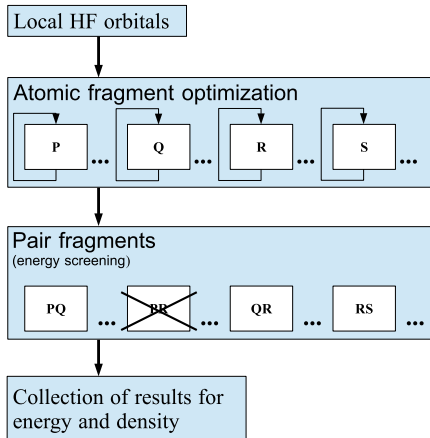 Local HF orbitals
Atomic fragment optimization
P ... Q ... R ... S ...
Pair fragments
(energy screening)
PQ ... PR ... QR ... RS ...
Collection of results for
energy and density